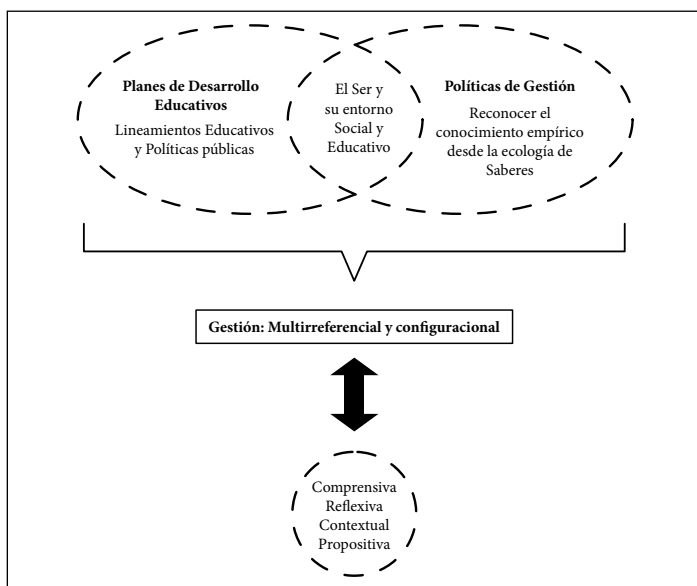 Planes de Desarrollo
Educativos
Lineamientos Educativos
y Políticas públicas
El Ser y
su entorno
Social y
Educativo
Políticas de Gestión
Reconocer el
conocimiento empírico
desde la ecología de
Saberes
Gestión: Multirreferencial y configuracional
Comprensiva
Reflexiva
Contextual
Propositiva